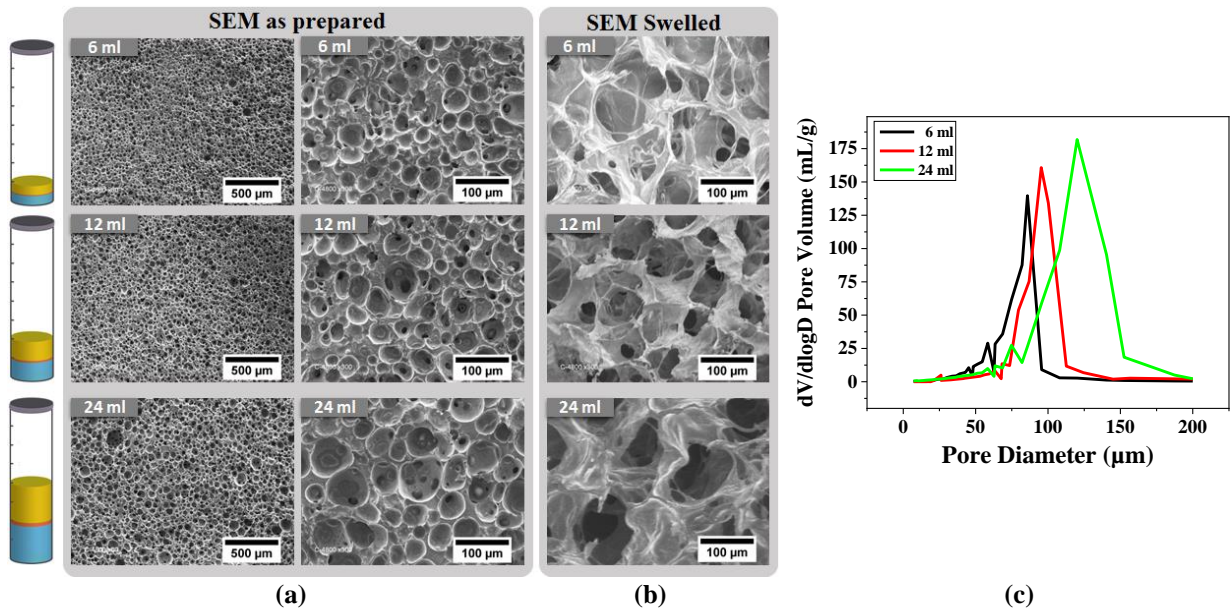 SEM as prepared
SEM Swelled
6 ml
6 ml
6 ml
500 µm
100 µm
100 µm
12 ml
12 ml
12 ml
500 µm
100 µm
100 µm
24 ml
24 ml
24 ml
500 µm
100 µm
100 µm
(a)
(b)
dV/dlogD Pore Volume (mL/g)
175
150
125
100
75
50
25
0
6 ml
12 ml
24 ml
0
50
100
150
200
Pore Diameter (µm)
(c)